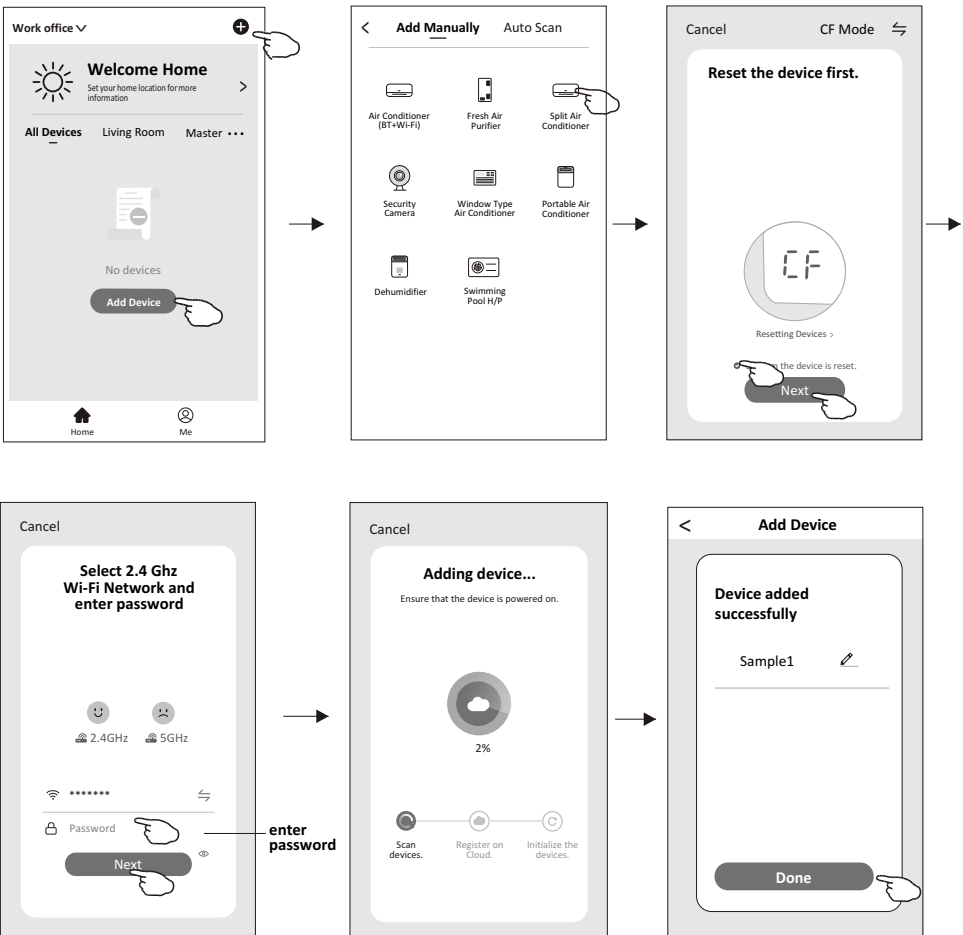 Work office
Welcome Home
Set your home location for more
information
All Devices Living Room Master
No devices
Add Device
Home Me
Add Manually Auto Scan
Air Conditioner
(BT+Wi-Fi)
Fresh Air
Purifier
Split Air
Conditioner
Security
Camera
Window Type
Air Conditioner
Portable Air
Conditioner
Dehumidifier
Swimming
Pool H/P
Cancel CF Mode
Reset the device first.
CF
Resetting Devices >
the device is reset.
Next
Cancel
Select 2.4 Ghz
Wi-Fi Network and
enter password
2.4GHz 5GHz
*******
Password
Next
enter
password
Cancel
Adding device...
Ensure that the device is powered on.
2%
Scan
devices.
Register on
Cloud.
Initialize the
devices.
< Add Device
Device added
successfully
Sample1
Done